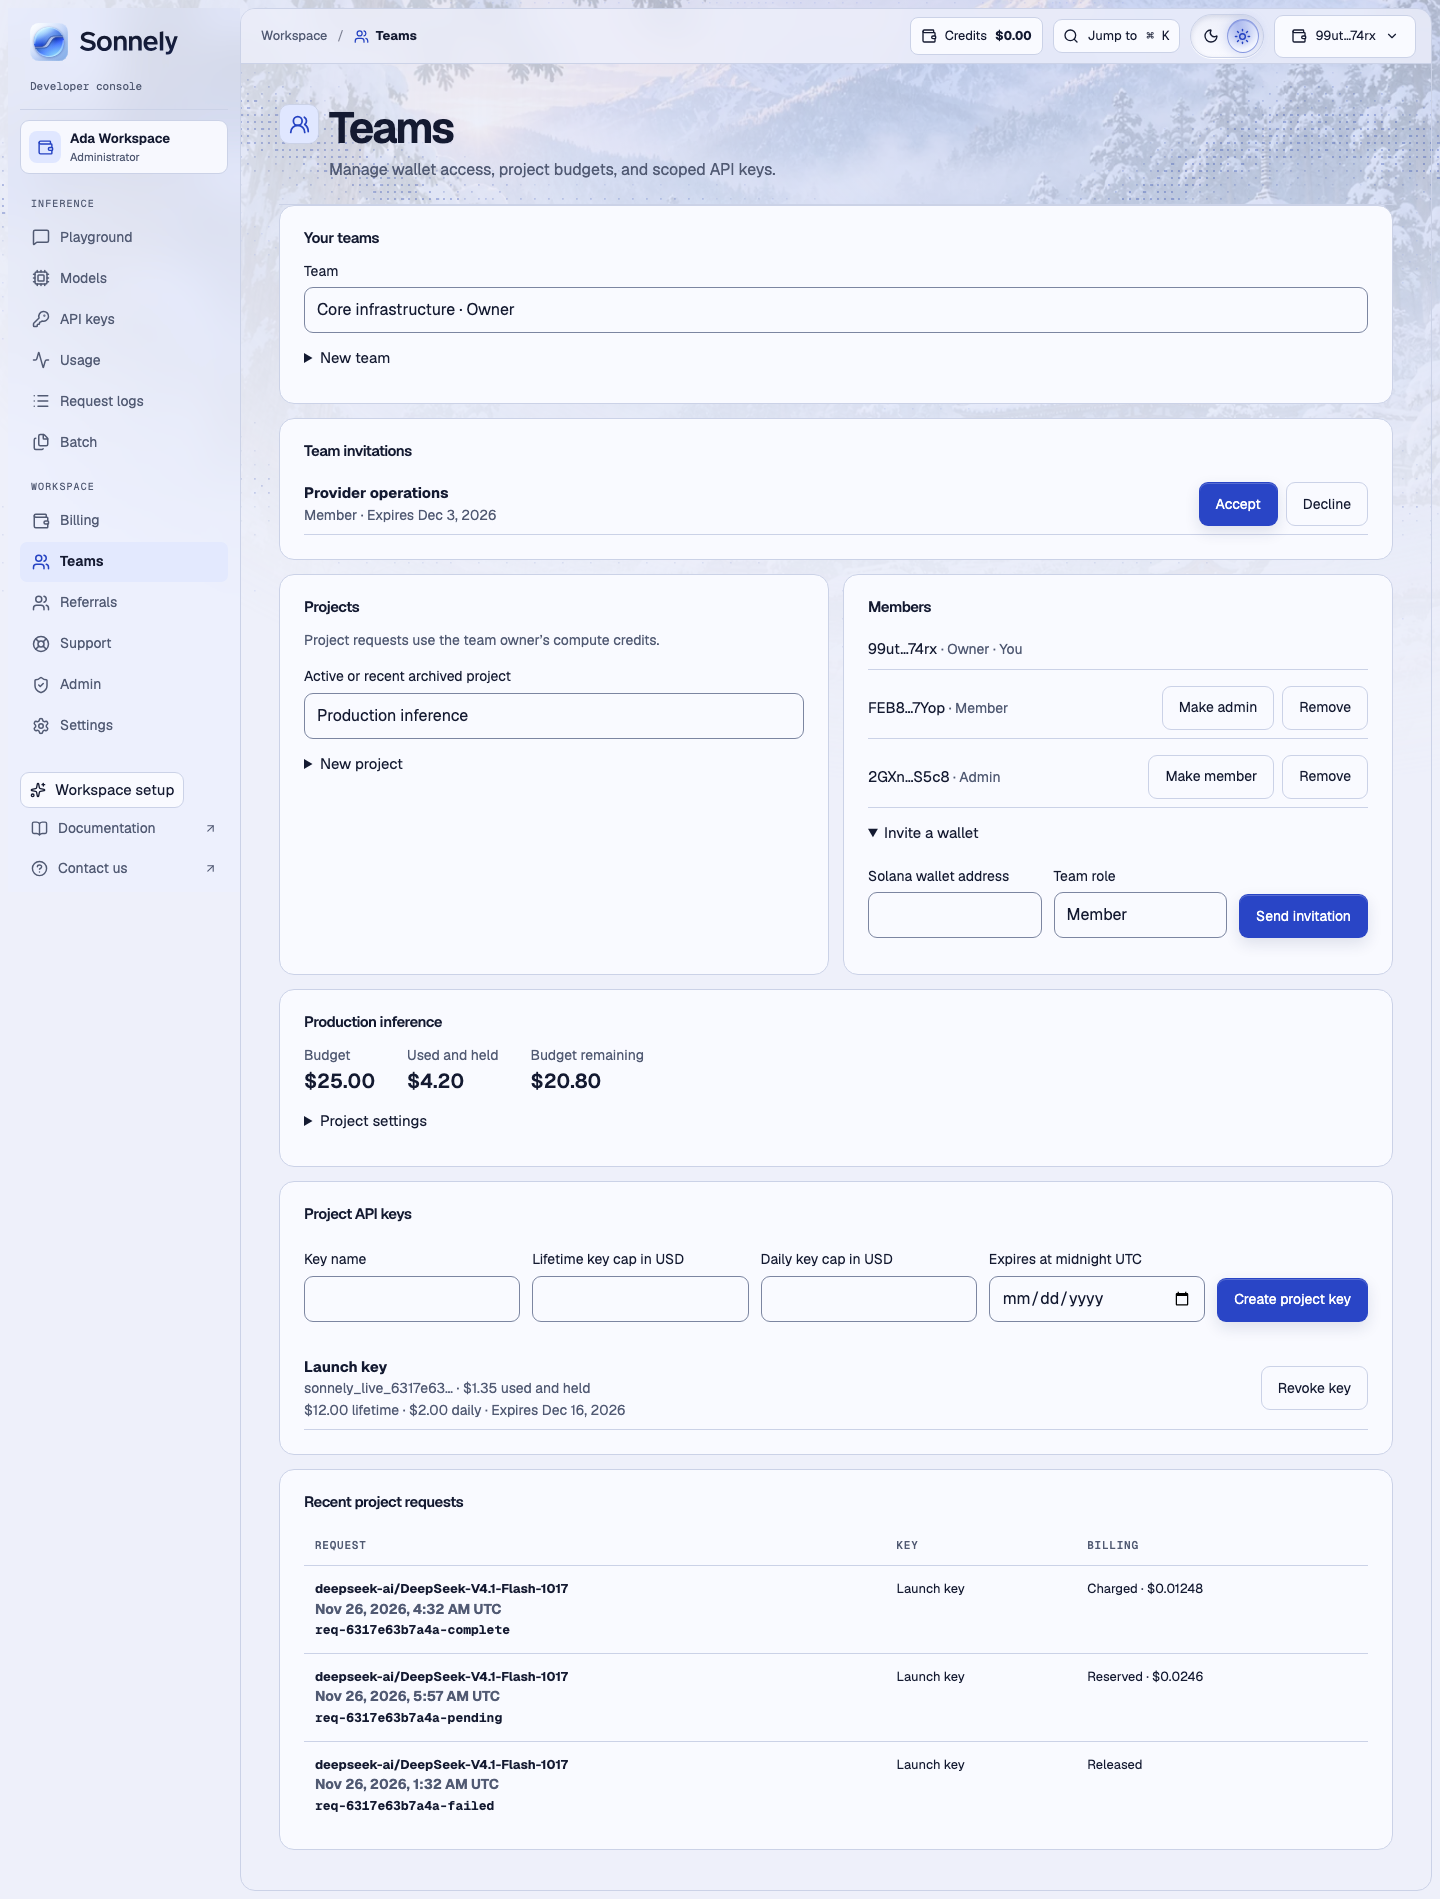 Sonnely
Developer console
Ada Workspace
Administrator
INFERENCE
Playground
Models
API keys
Usage
Request logs
Batch
WORKSPACE
Billing
Teams
Referrals
Support
Admin
Settings
Workspace setup
Documentation
Contact us
Workspace / Teams
Credits $0.00
Jump to ⌘ K
99ut…74rx
Teams
Manage wallet access, project budgets, and scoped API keys.
Your teams
Team
Core infrastructure · Owner
New team
Team invitations
Provider operations
Member · Expires Dec 3, 2026
Accept
Decline
Projects
Project requests use the team owner's compute credits.
Active or recent archived project
Production inference
New project
Members
99ut…74rx · Owner · You
FEB8…7Yop · Member
Make admin
Remove
2GXn…S5c8 · Admin
Make member
Remove
Invite a wallet
Solana wallet address
Team role
Member
Send invitation
Production inference
Budget
$25.00
Used and held
$4.20
Budget remaining
$20.80
Project settings
Project API keys
Key name
Lifetime key cap in USD
Daily key cap in USD
Expires at midnight UTC
mm/dd/yyyy
Create project key
Launch key
sonnely_live_6317e63… · $1.35 used and held
$12.00 lifetime · $2.00 daily · Expires Dec 16, 2026
Revoke key
Recent project requests
REQUEST KEY BILLING
deepseek-ai/DeepSeek-V4.1-Flash-1017 Launch key Charged · $0.01248
Nov 26, 2026, 4:32 AM UTC
req-6317e63b7a4a-complete
deepseek-ai/DeepSeek-V4.1-Flash-1017 Launch key Reserved · $0.0246
Nov 26, 2026, 5:57 AM UTC
req-6317e63b7a4a-pending
deepseek-ai/DeepSeek-V4.1-Flash-1017 Launch key Released
Nov 26, 2026, 1:32 AM UTC
req-6317e63b7a4a-failed